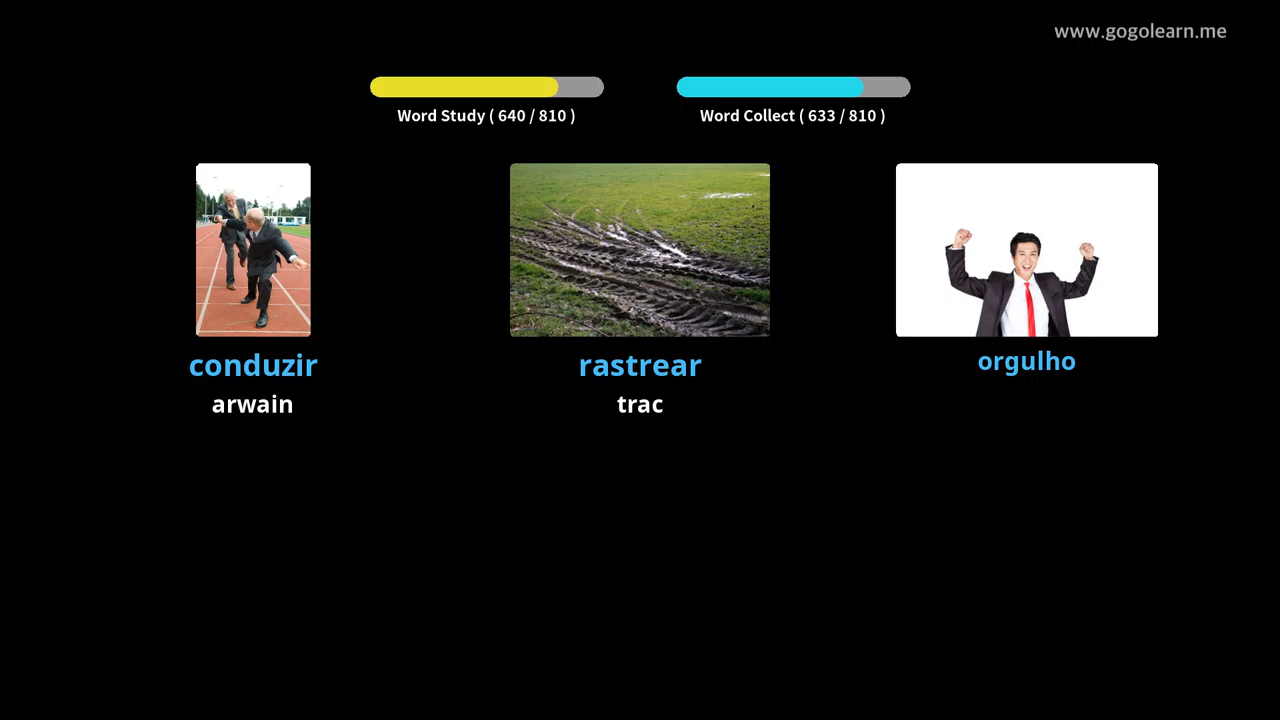 www.gogolearn.me
Word Study ( 640 / 810 )
Word Collect ( 633 / 810 )
conduzir
arwain
rastrear
trac
orgulho